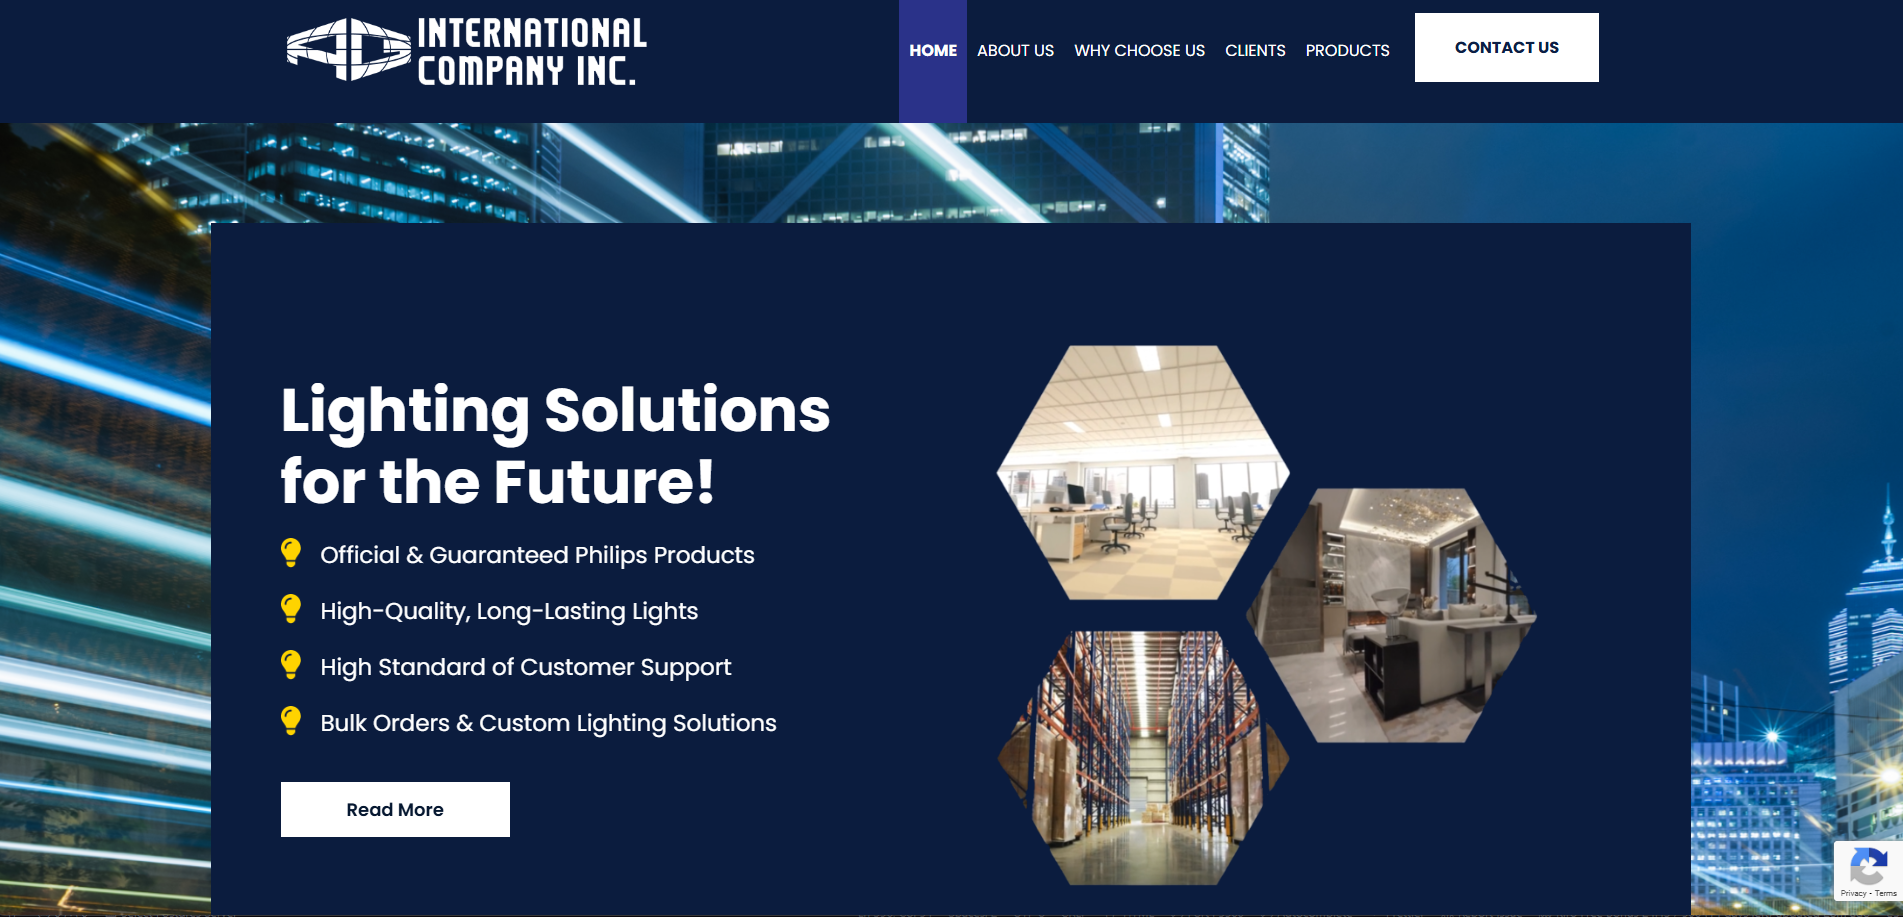 INTERNATIONAL
COMPANY INC.
HOME ABOUT US WHY CHOOSE US CLIENTS PRODUCTS CONTACT US
Lighting Solutions
for the Future!
Official & Guaranteed Philips Products
High-Quality, Long-Lasting Lights
High Standard of Customer Support
Bulk Orders & Custom Lighting Solutions
Read More
Privacy - Terms